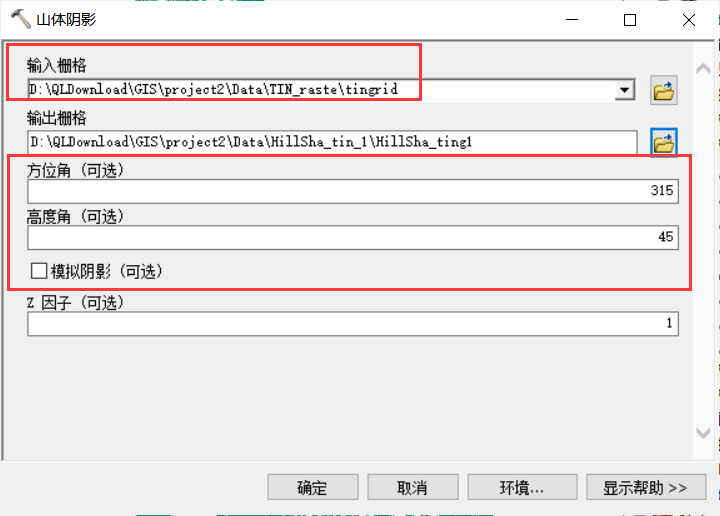 山体阴影
输入栅格
D:\QLDownload\GIS\project2\Data\TIN_raste\tingrid
输出栅格
D:\QLDownload\GIS\project2\Data\HillSha_tin_1\HillSha_ting1
方位角（可选）
315
高度角（可选）
45
模拟阴影（可选）
Z 因子（可选）
1
确定 取消 环境... 显示帮助 >>